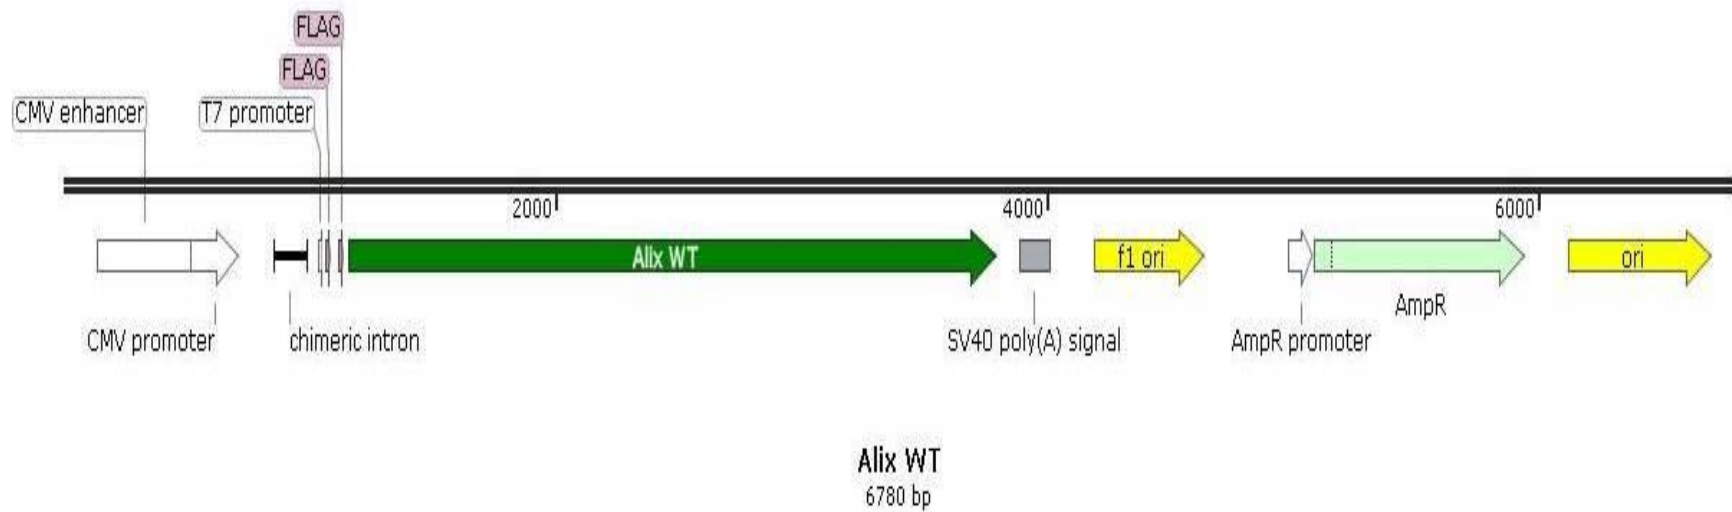 FLAG
FLAG
CMV enhancer
T7 promoter
2000
4000
6000
Alix WT
f1 ori
ori
AmpR
CMV promoter
chimeric intron
SV40 poly(A) signal
AmpR promoter
Alix WT
6780 bp